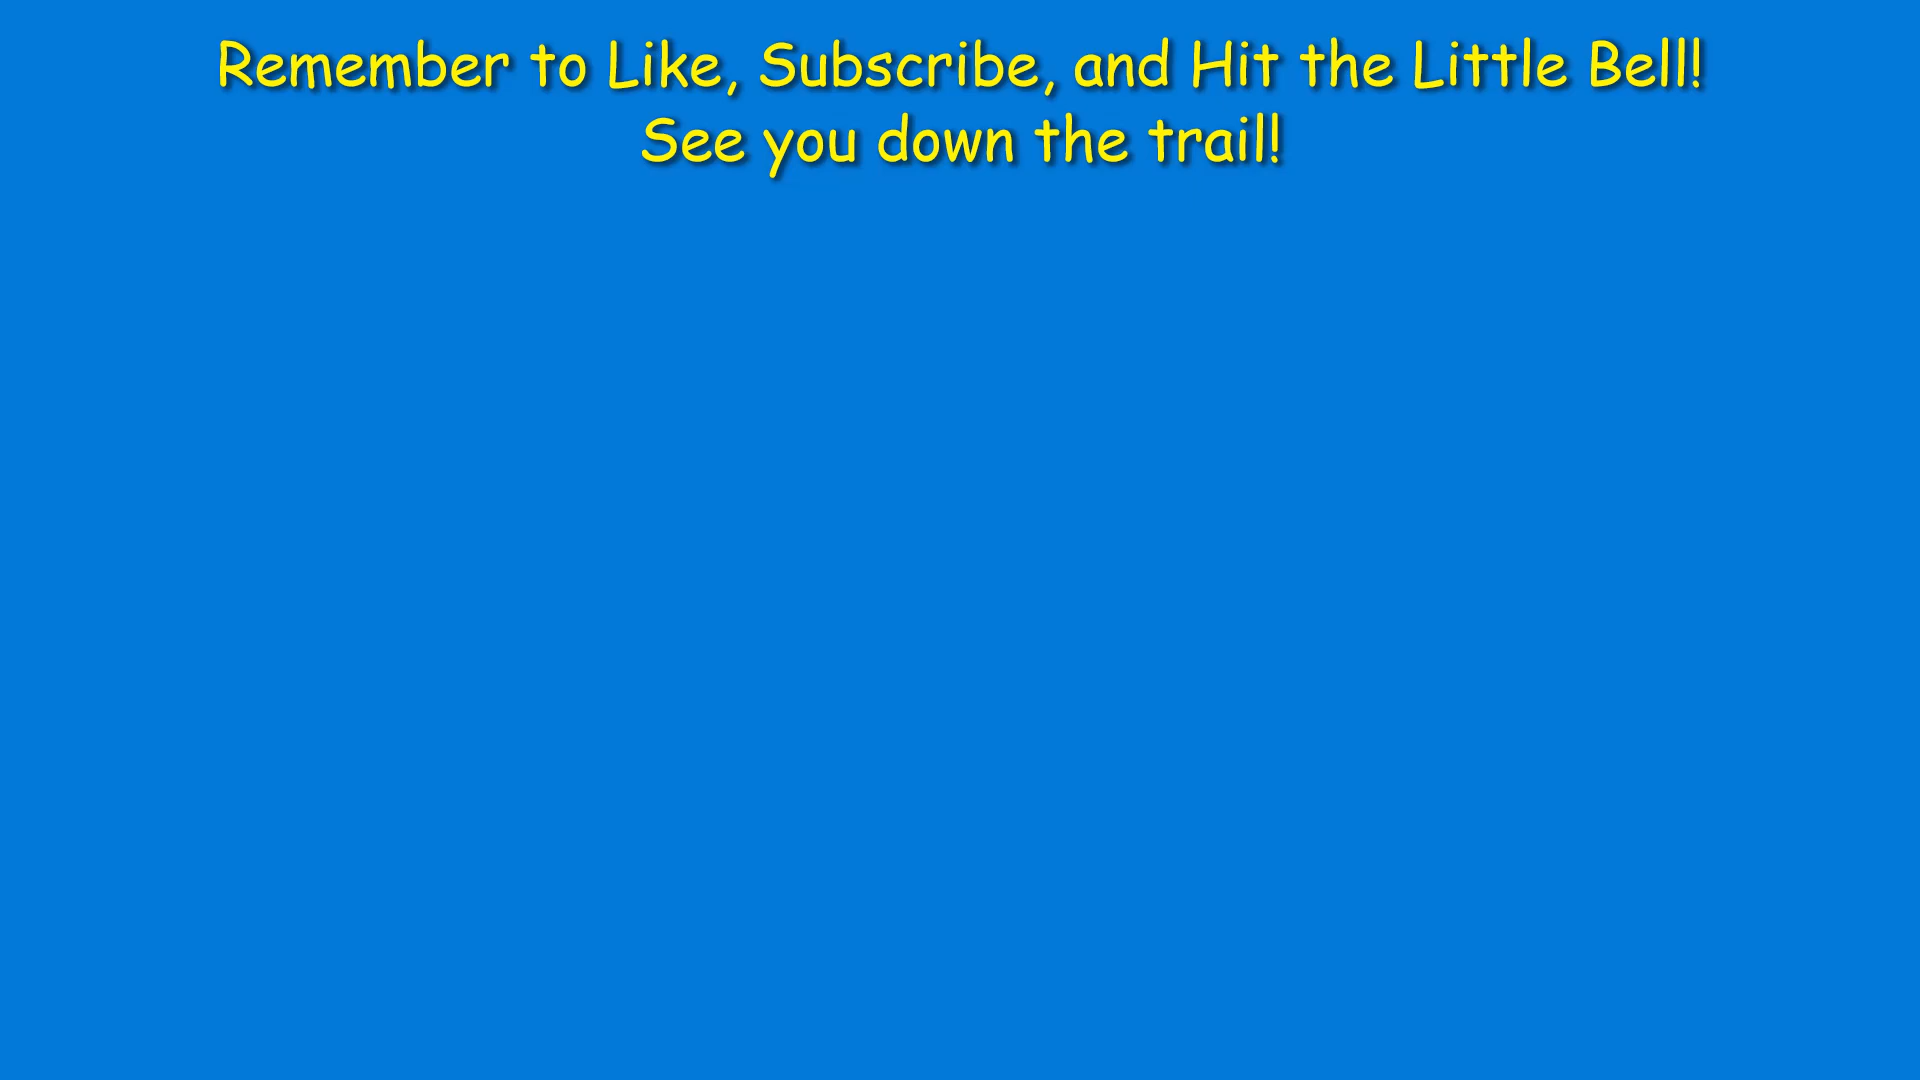 Remember to Like, Subscribe, and Hit the Little Bell!
See you down the trail!